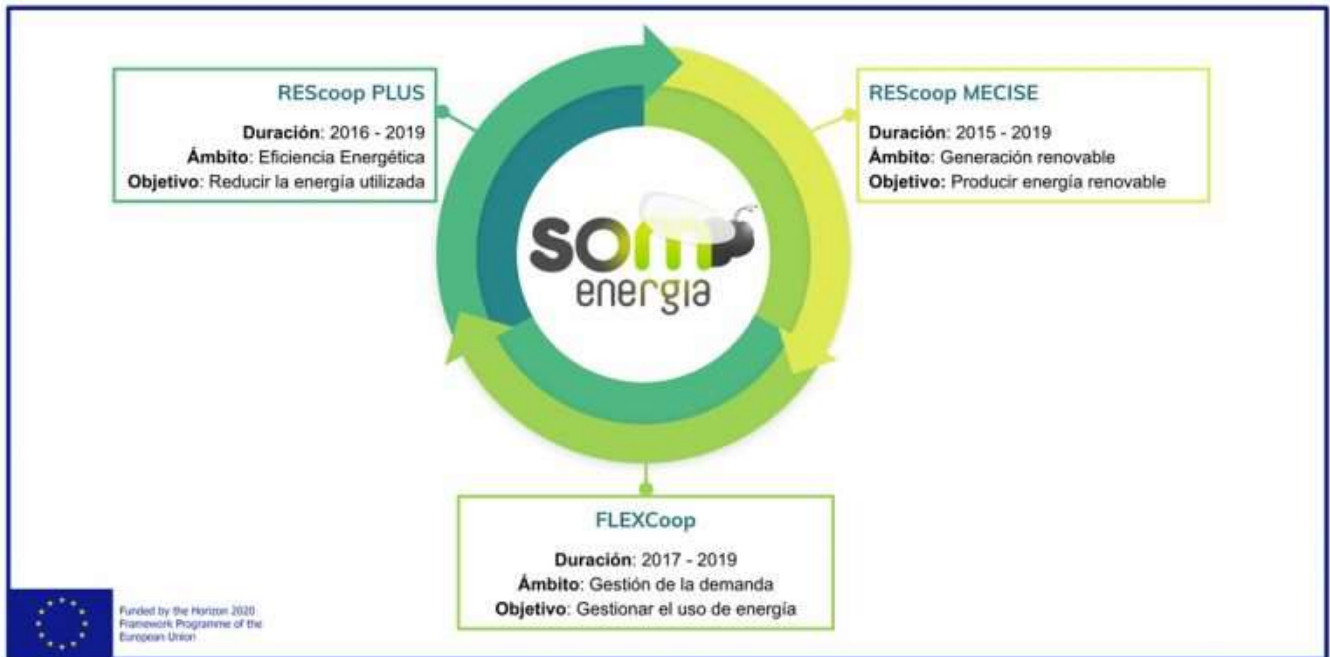 REScoop PLUS
Duración: 2016 - 2019
Ámbito: Eficiencia Energética
Objetivo: Reducir la energía utilizada
REScoop MECISE
Duración: 2015 - 2019
Ámbito: Generación renovable
Objetivo: Producir energía renovable
som
energia
FLEXCoop
Duración: 2017 - 2019
Ámbito: Gestión de la demanda
Objetivo: Gestionar el uso de energía
Funded by the Horizon 2020
Framework Programme of the
European Union